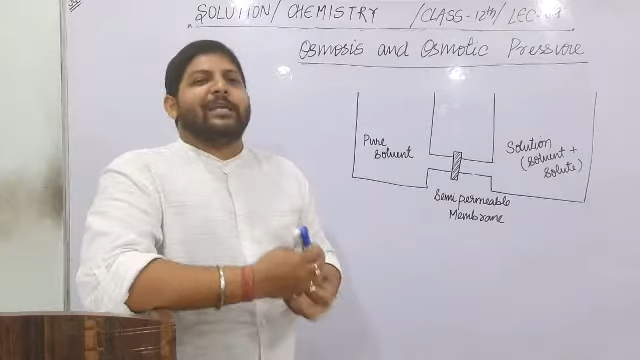 SOLUTION/ CHEMISTRY /CLASS-12th/ LEC-
Osmosis and Osmotic Pressure
Pure
solvent
Solution
(solvent +
solute)
Semi permeable
Membrane